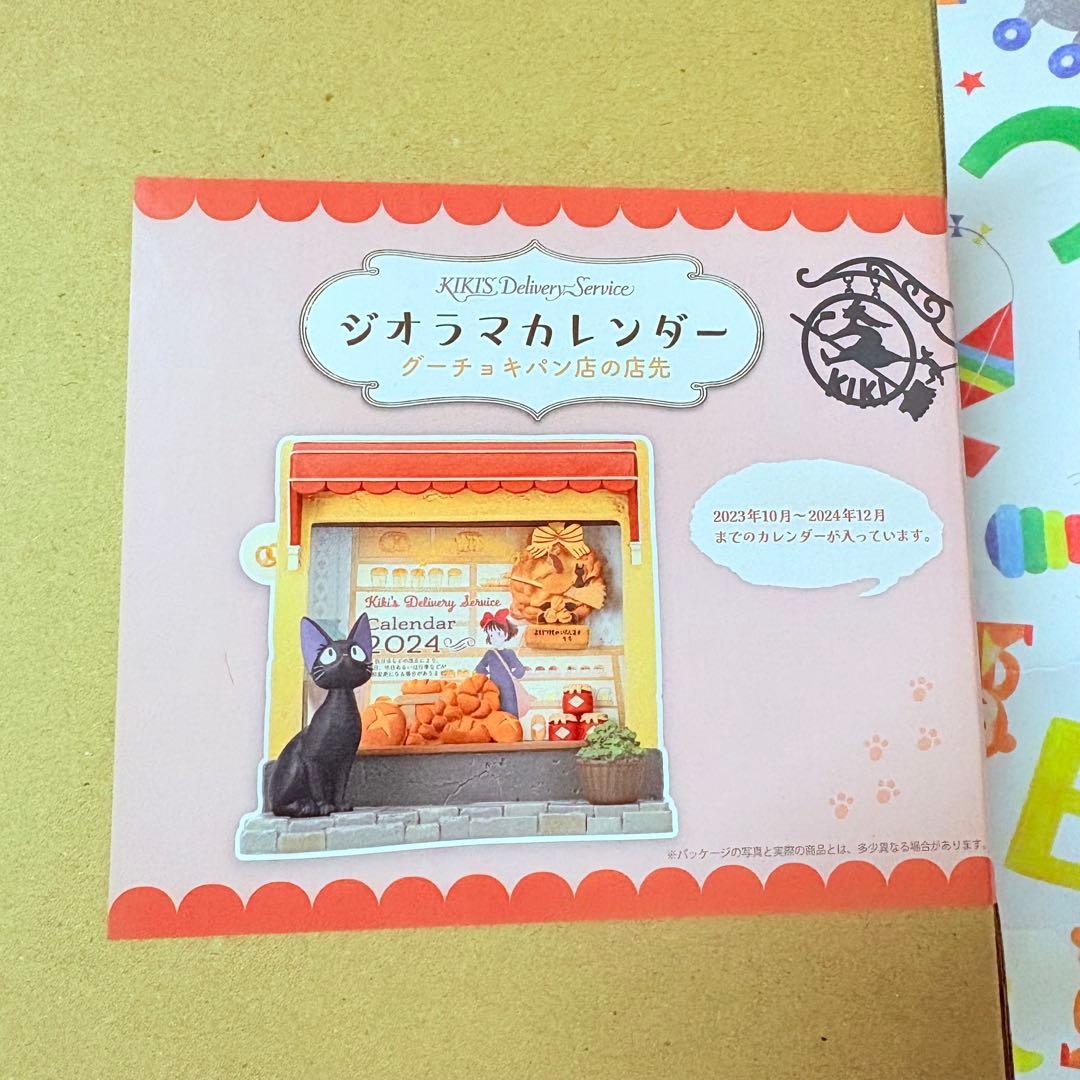 KIKI'S Delivery Service
ジオラマカレンダー
グーチョキパン店の店先
KIKI
2023年10月～2024年12月
までのカレンダーが入っています。
Kiki's Delivery Service
Calendar
2024
※パッケージの写真と実際の商品とは、多少異なる場合があります。